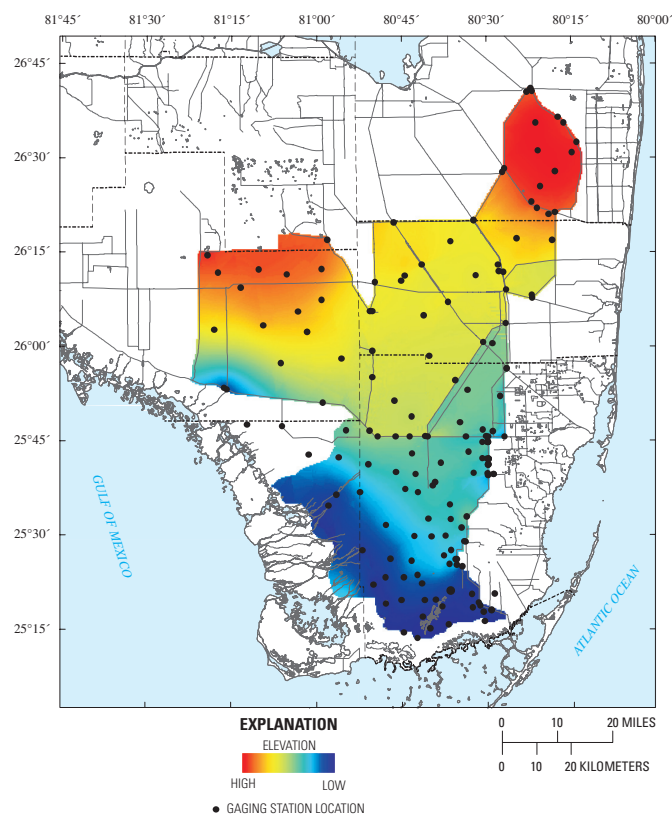 81°45' 81°30' 81°15' 81°00' 80°45' 80°30' 80°15' 81°00'
26°45'
26°30'
26°15'
26°00'
25°45'
25°30'
25°15'
GULF OF MEXICO
ATLANTIC OCEAN
EXPLANATION
ELEVATION
HIGH LOW
GAGING STATION LOCATION
0 10 20 MILES
0 10 20 KILOMETERS